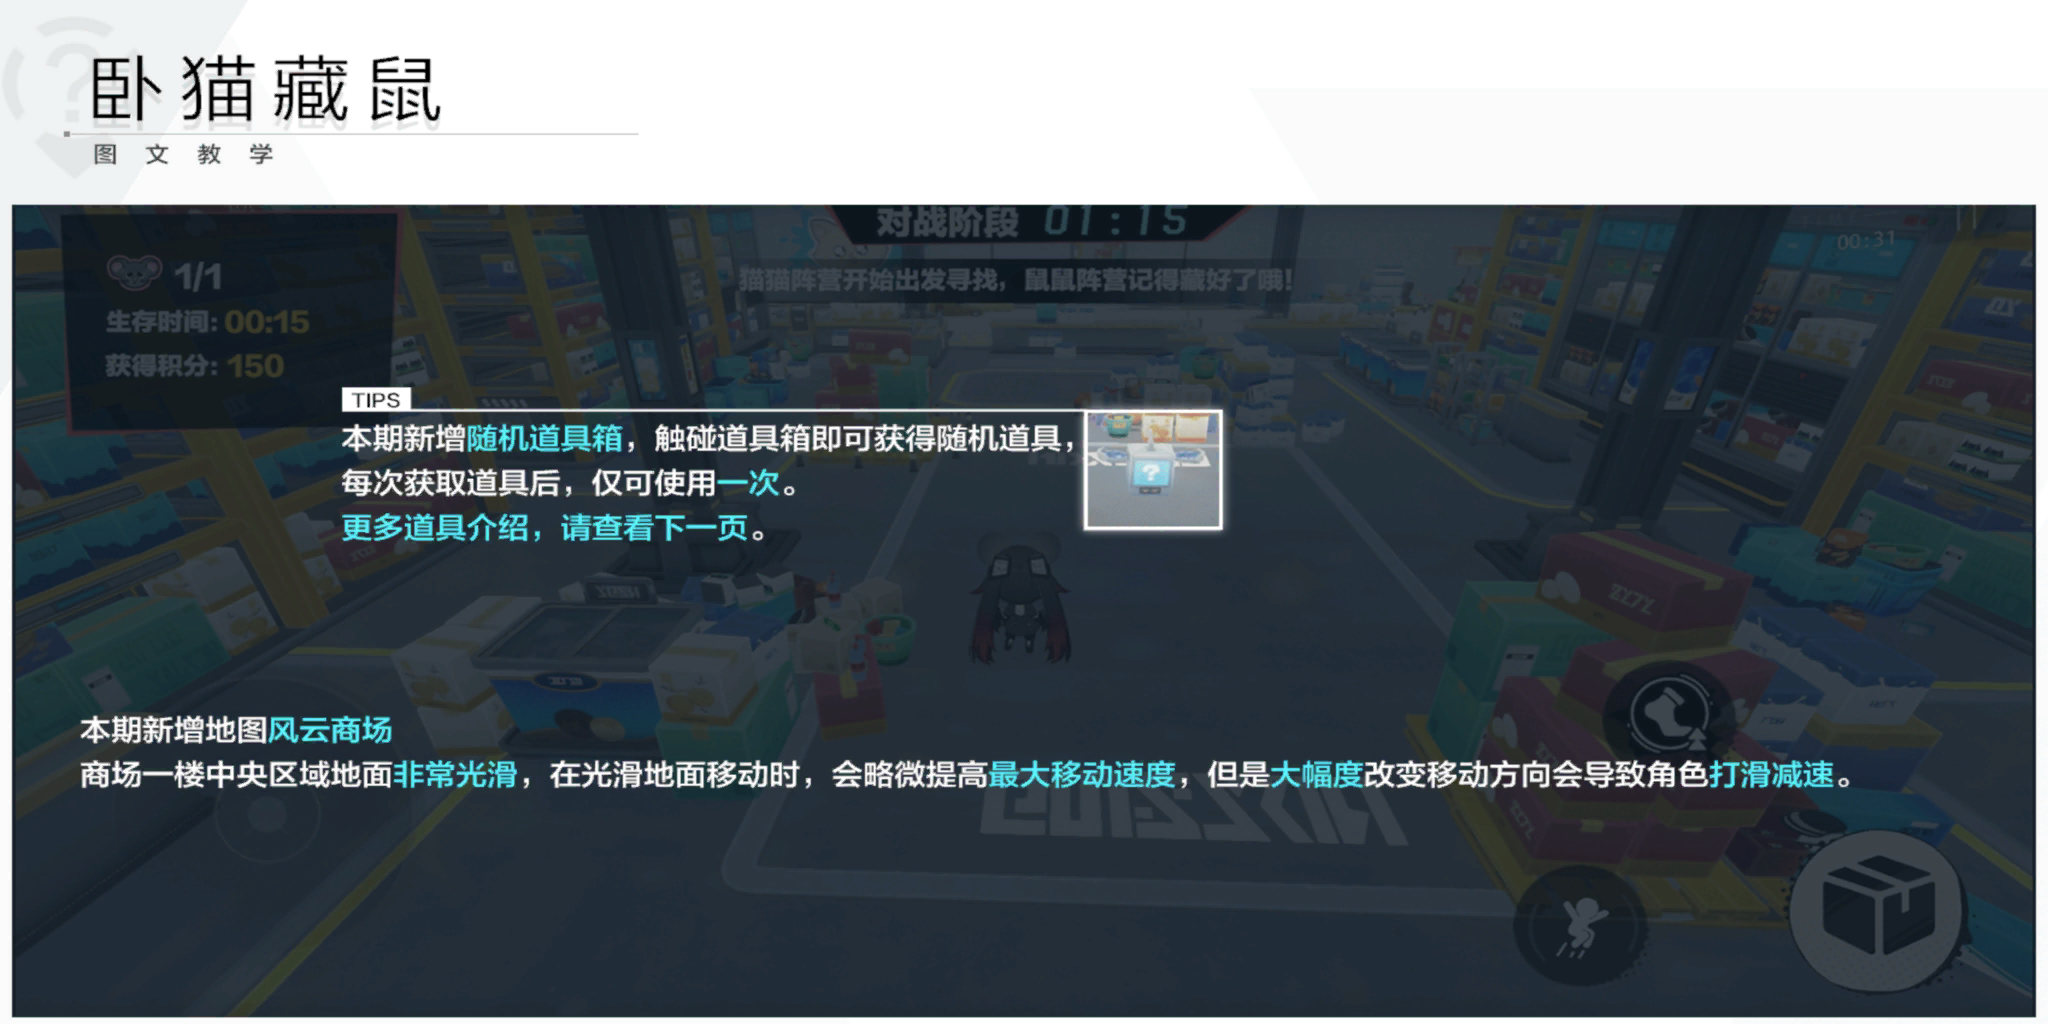 卧猫藏鼠
图文教学
对战阶段 01:15
00:31
1/1
猫猫阵营开始出发寻找，鼠鼠阵营记得藏好了哦！
生存时间：00:15
获得积分：150
TIPS
本期新增随机道具箱，触碰道具箱即可获得随机道具，
每次获取道具后，仅可使用一次。
更多道具介绍，请查看下一页。
本期新增地图风云商场
商场一楼中央区域地面非常光滑，在光滑地面移动时，会略微提高最大移动速度，但是大幅度改变移动方向会导致角色打滑减速。